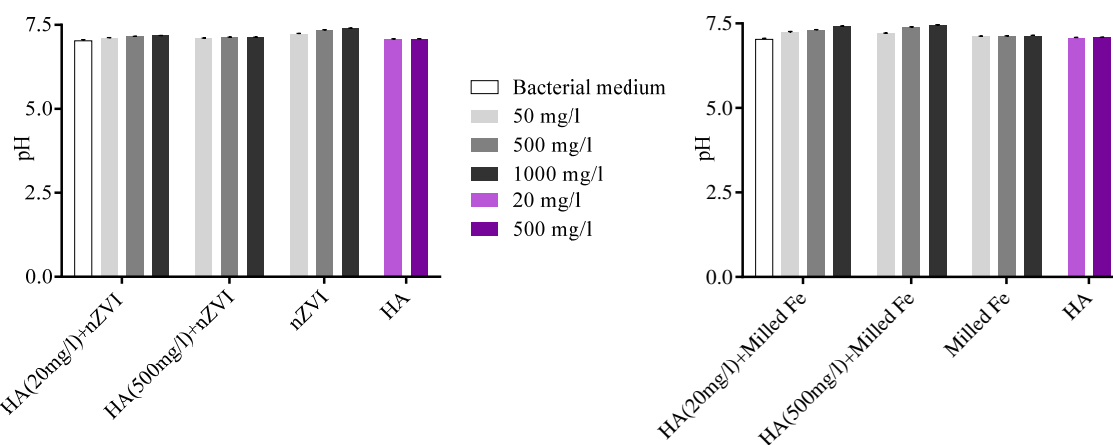 7.5
5.0
2.5
0.0
pH
HA(20mg/l)+nZVI
HA(500mg/l)+nZVI
nZVI
HA
Bacterial medium
50 mg/l
500 mg/l
1000 mg/l
20 mg/l
500 mg/l
7.5
5.0
2.5
0.0
pH
HA(20mg/l)+Milled Fe
HA(500mg/l)+Milled Fe
Milled Fe
HA